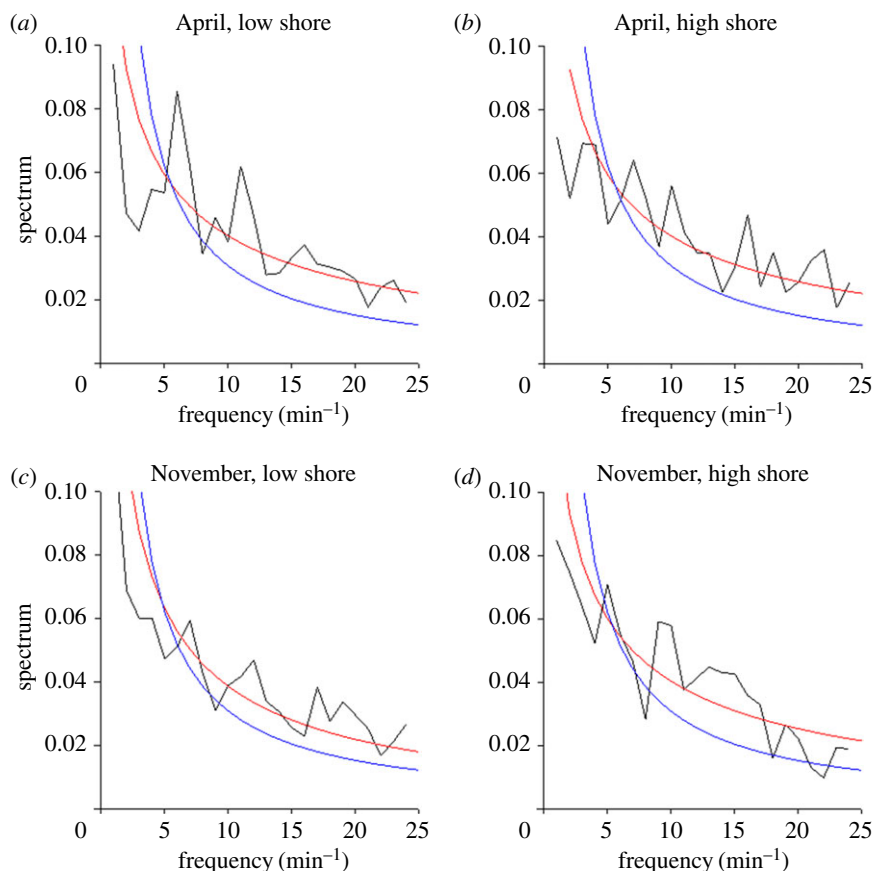 (a) April, low shore
0.10
0.08
0.06
0.04
0.02
0 5 10 15 20 25
spectrum
frequency (min⁻¹)
(b) April, high shore
0.10
0.08
0.06
0.04
0.02
0 5 10 15 20 25
frequency (min⁻¹)
(c) November, low shore
0.10
0.08
0.06
0.04
0.02
0 5 10 15 20 25
spectrum
frequency (min⁻¹)
(d) November, high shore
0.10
0.08
0.06
0.04
0.02
0 5 10 15 20 25
frequency (min⁻¹)